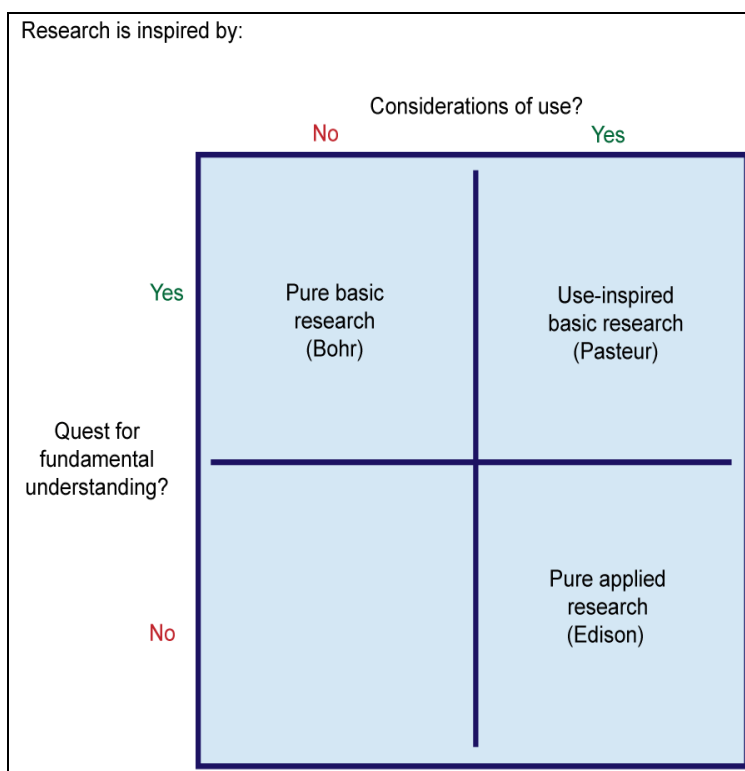 Research is inspired by:
Considerations of use?
No
Yes
Yes
Pure basic
research
(Bohr)
Use-inspired
basic research
(Pasteur)
Quest for
fundamental
understanding?
No
Pure applied
research
(Edison)